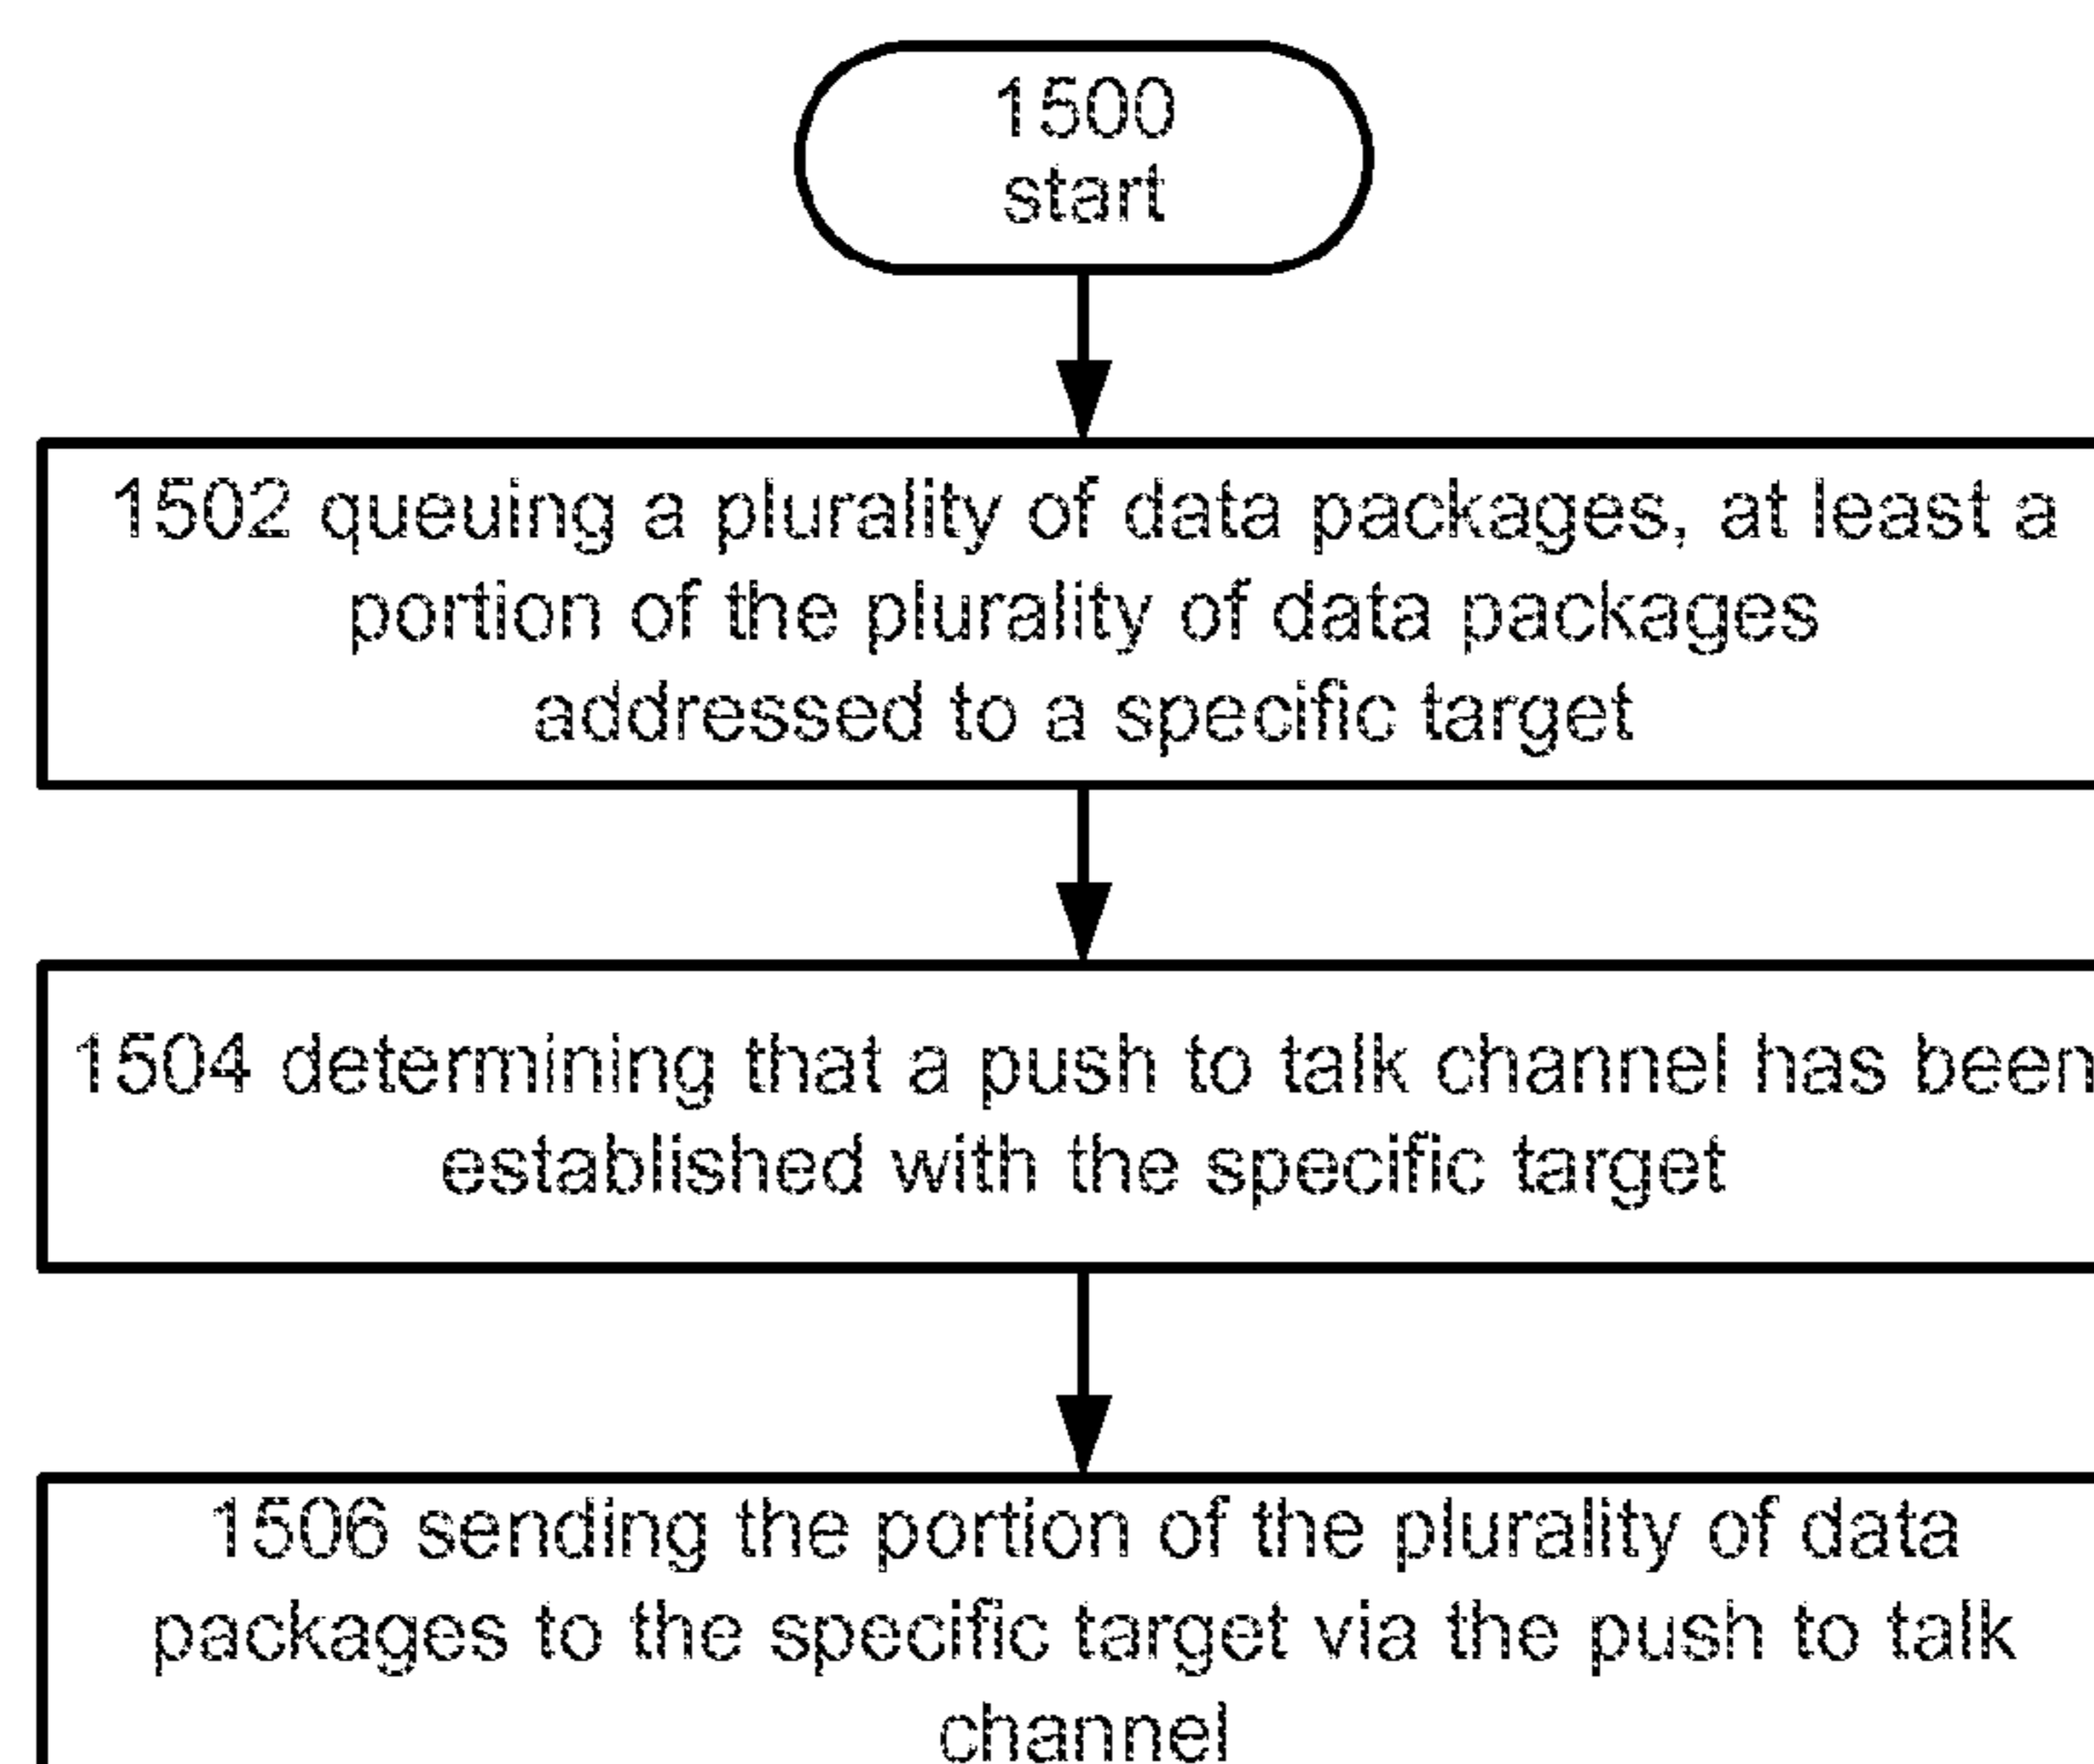 1500
start
1502 queuing a plurality of data packages, at least a
portion of the plurality of data packages
addressed to a specific target
1504 determining that a push to talk channel has been
established with the specific target
1506 sending the portion of the plurality of data
packages to the specific target via the push to talk
channel